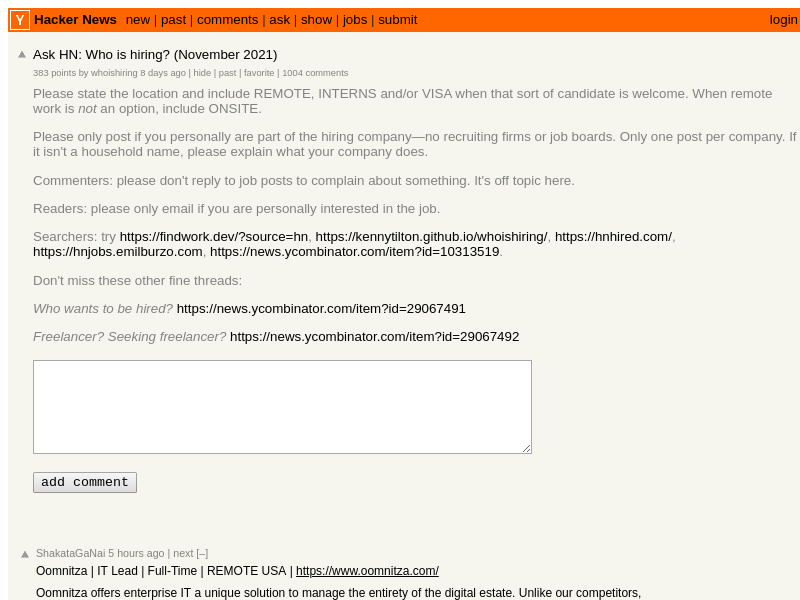 Y Hacker News new | past | comments | ask | show | jobs | submit login
Ask HN: Who is hiring? (November 2021)
383 points by whoishiring 8 days ago | hide | past | favorite | 1004 comments
Please state the location and include REMOTE, INTERNS and/or VISA when that sort of candidate is welcome. When remote
work is not an option, include ONSITE.
Please only post if you personally are part of the hiring company—no recruiting firms or job boards. Only one post per company. If
it isn't a household name, please explain what your company does.
Commenters: please don't reply to job posts to complain about something. It's off topic here.
Readers: please only email if you are personally interested in the job.
Searchers: try https://findwork.dev/?source=hn, https://kennytilton.github.io/whoishiring/, https://hnhired.com/,
https://hnjobs.emilburzo.com, https://news.ycombinator.com/item?id=10313519.
Don't miss these other fine threads:
Who wants to be hired? https://news.ycombinator.com/item?id=29067491
Freelancer? Seeking freelancer? https://news.ycombinator.com/item?id=29067492
add comment
ShakataGaNai 5 hours ago | next [–]
Oomnitza | IT Lead | Full-Time | REMOTE USA | https://www.oomnitza.com/
Oomnitza offers enterprise IT a unique solution to manage the entirety of the digital estate. Unlike our competitors,